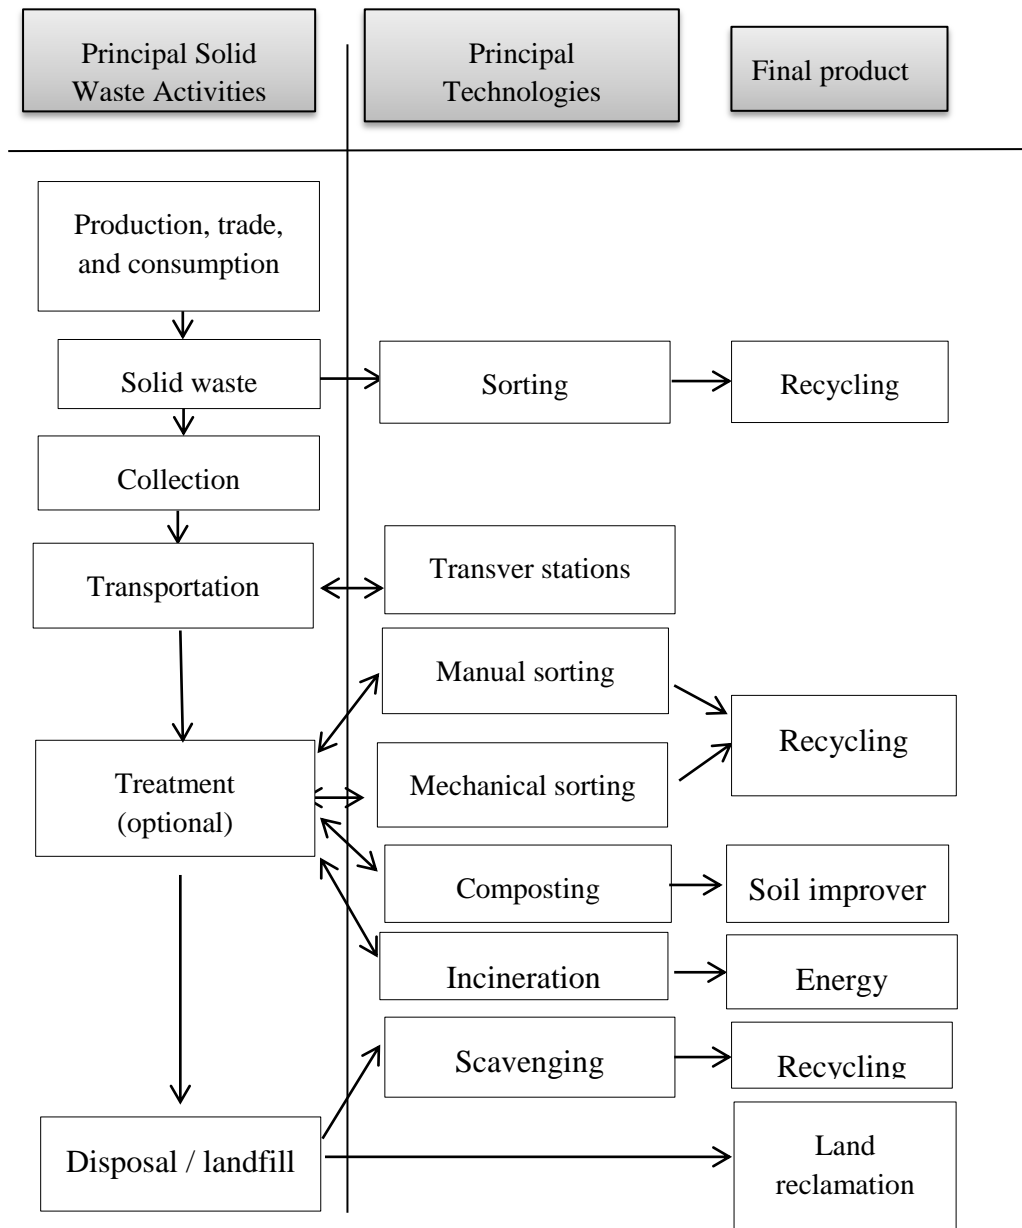 Principal Solid
Waste Activities
Principal
Technologies
Final product
Production, trade,
and consumption
Solid waste
Sorting
Recycling
Collection
Transportation
Transver stations
Manual sorting
Recycling
Treatment
(optional)
Mechanical sorting
Composting
Soil improver
Incineration
Energy
Scavenging
Recycling
Disposal / landfill
Land
reclamation